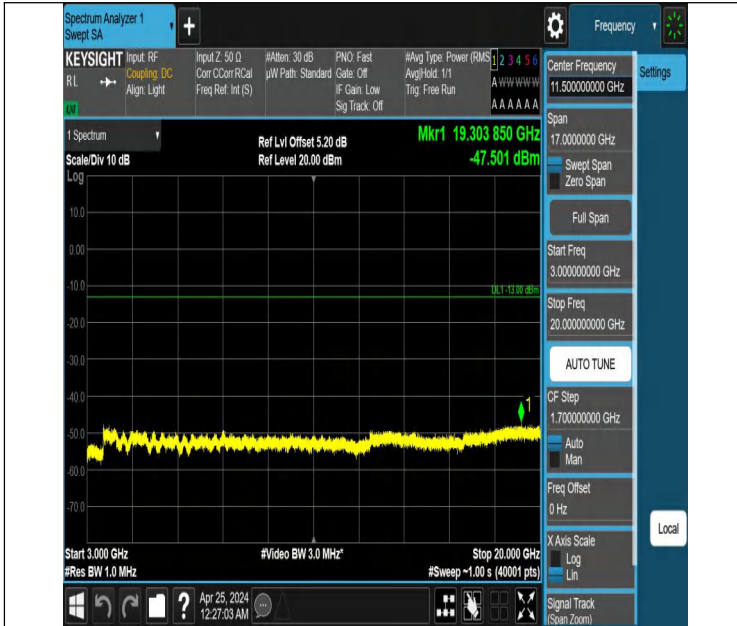 Spectrum Analyzer 1
Swept SA
+
Frequency
KEYSIGHT
RL
Input: RF
Coupling: DC
Align: Light
Input Z: 50 Ω
Corr CCorr RCal
Freq Ref: Int (S)
#Atten: 30 dB
µW Path: Standard
PNO: Fast
Gate: Off
IF Gain: Low
Sig Track: Off
#Avg Type: Power (RMS
Avg|Hold: 1/1
Trig: Free Run
1 2 3 4 5 6
A W W W W W
A A A A A A
1 Spectrum
Scale/Div 10 dB
Log
Ref Lvl Offset 5.20 dB
Ref Level 20.00 dBm
Mkr1 19.303 850 GHz
-47.501 dBm
10.0
0.00
-10.0
DL1 -13.00 dBm
-20.0
-30.0
-40.0
1
-50.0
-60.0
-70.0
Start 3.000 GHz
#Res BW 1.0 MHz
#Video BW 3.0 MHz*
Stop 20.000 GHz
#Sweep ~1.00 s (40001 pts)
?
Apr 25, 2024
12:27:03 AM
Center Frequency
11.500000000 GHz
Span
17.0000000 GHz
Swept Span
Zero Span
Full Span
Start Freq
3.000000000 GHz
Stop Freq
20.000000000 GHz
AUTO TUNE
CF Step
1.700000000 GHz
Auto
Man
Freq Offset
0 Hz
X Axis Scale
Log
Lin
Signal Track
(Span Zoom)
Settings
Local